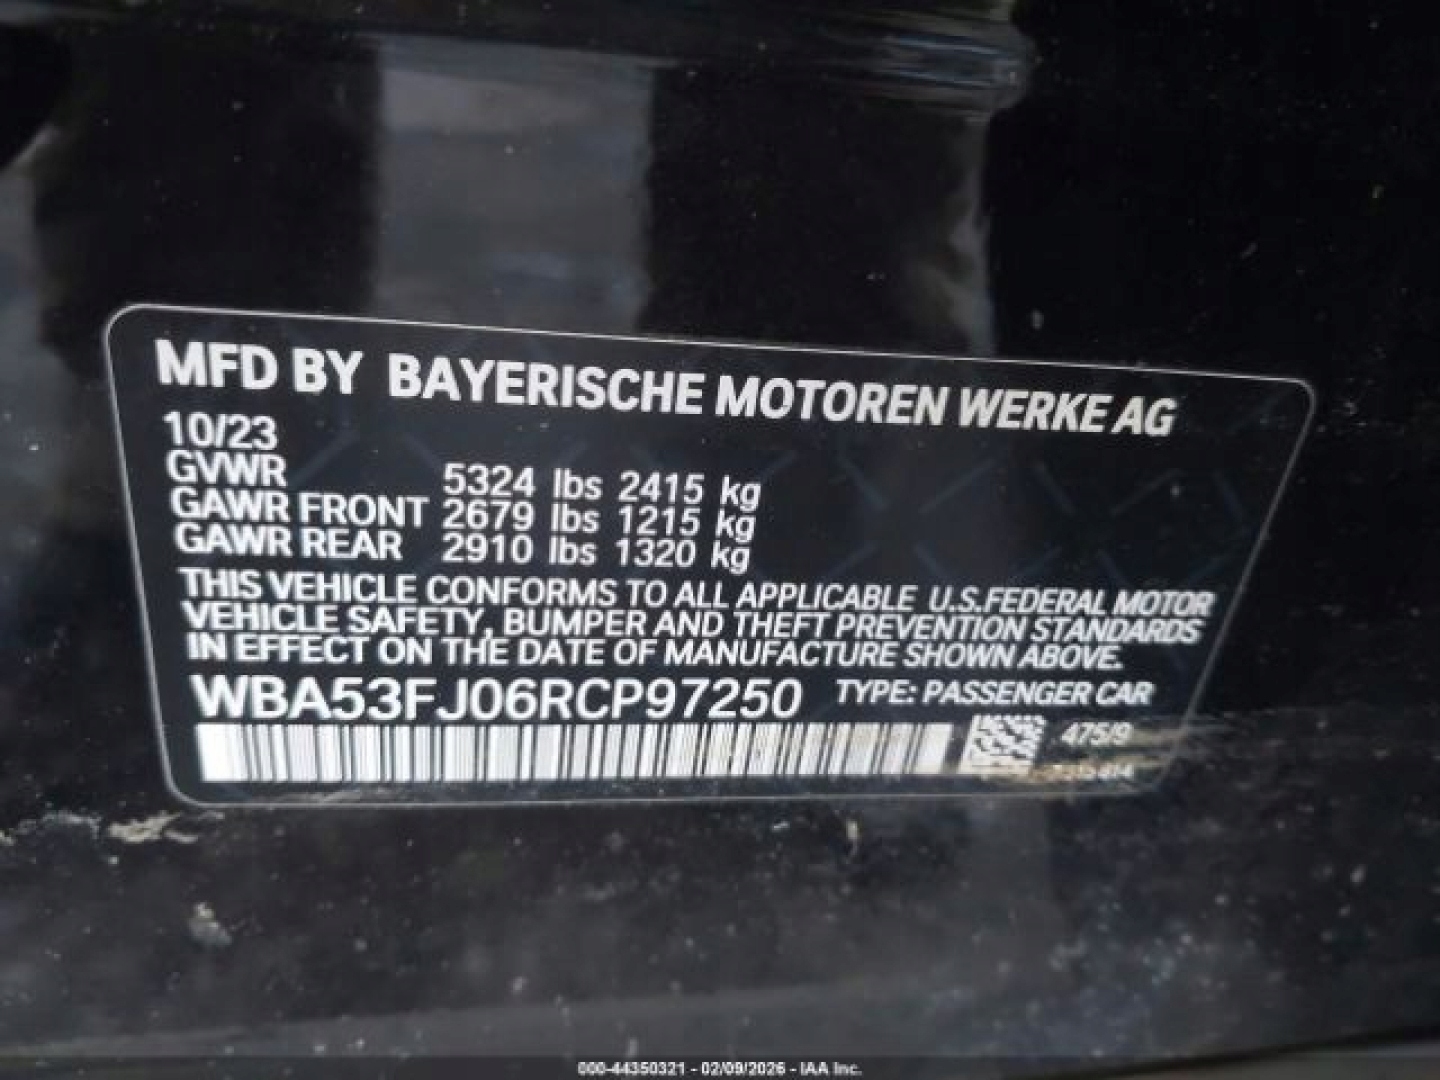 MFD BY BAYERISCHE MOTOREN WERKE AG
10/23
GVWR 5324 lbs 2415 kg
GAWR FRONT 2679 lbs 1215 kg
GAWR REAR 2910 lbs 1320 kg
THIS VEHICLE CONFORMS TO ALL APPLICABLE U.S.FEDERAL MOTOR
VEHICLE SAFETY, BUMPER AND THEFT PREVENTION STANDARDS
IN EFFECT ON THE DATE OF MANUFACTURE SHOWN ABOVE.
WBA53FJ06RCP97250 TYPE: PASSENGER CAR
475/9
000-44350321 - 02/09/2026 - IAA Inc.